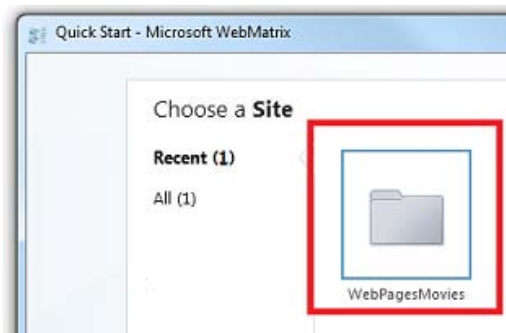 Quick Start - Microsoft WebMatrix
Choose a Site
Recent (1)
All (1)
WebPagesMovies